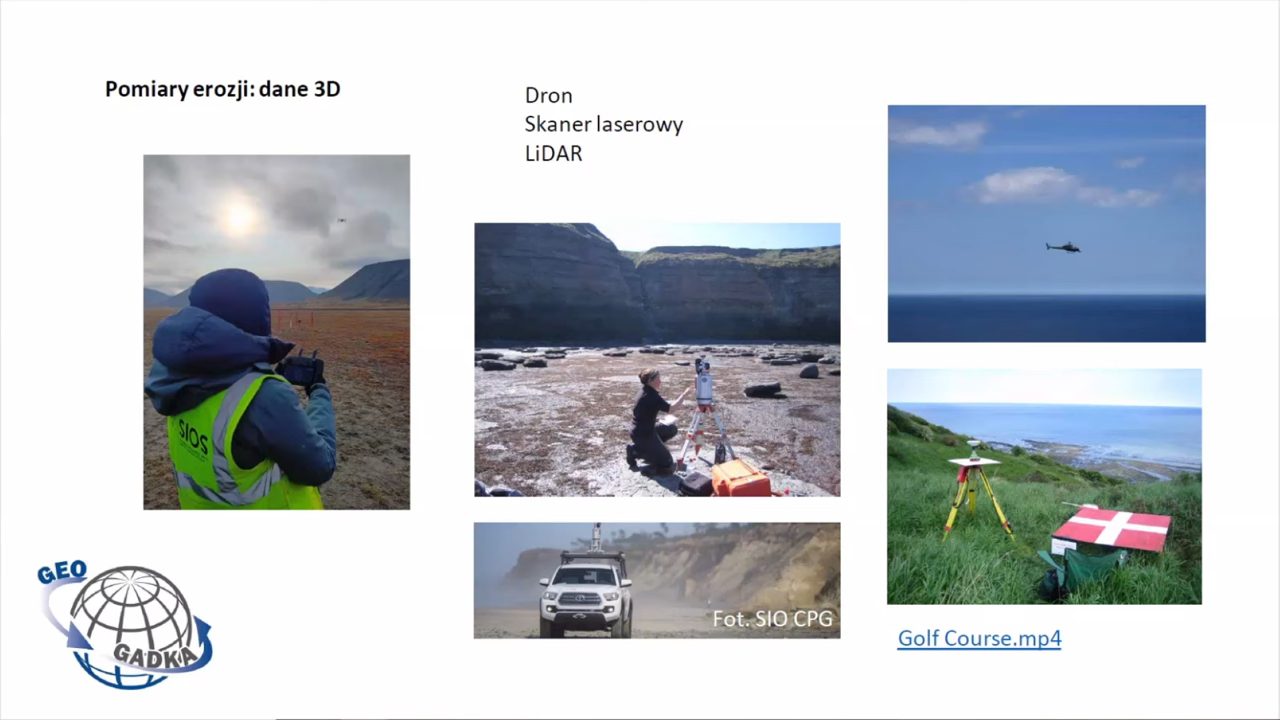 Pomiary erozji: dane 3D
Dron
Skaner laserowy
LiDAR
SIOS
Fot. SIO CPG
Golf Course.mp4
GEO
GADKA